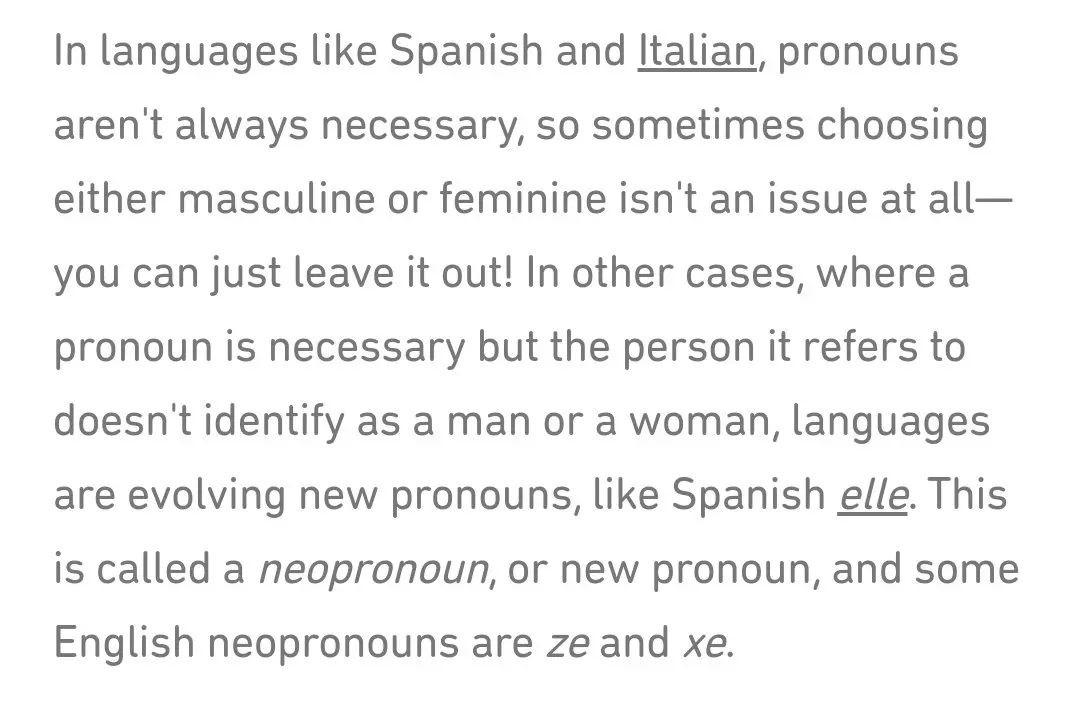 In languages like Spanish and Italian, pronouns
aren't always necessary, so sometimes choosing
either masculine or feminine isn't an issue at all—
you can just leave it out! In other cases, where a
pronoun is necessary but the person it refers to
doesn't identify as a man or a woman, languages
are evolving new pronouns, like Spanish elle. This
is called a neopronoun, or new pronoun, and some
English neopronouns are ze and xe.